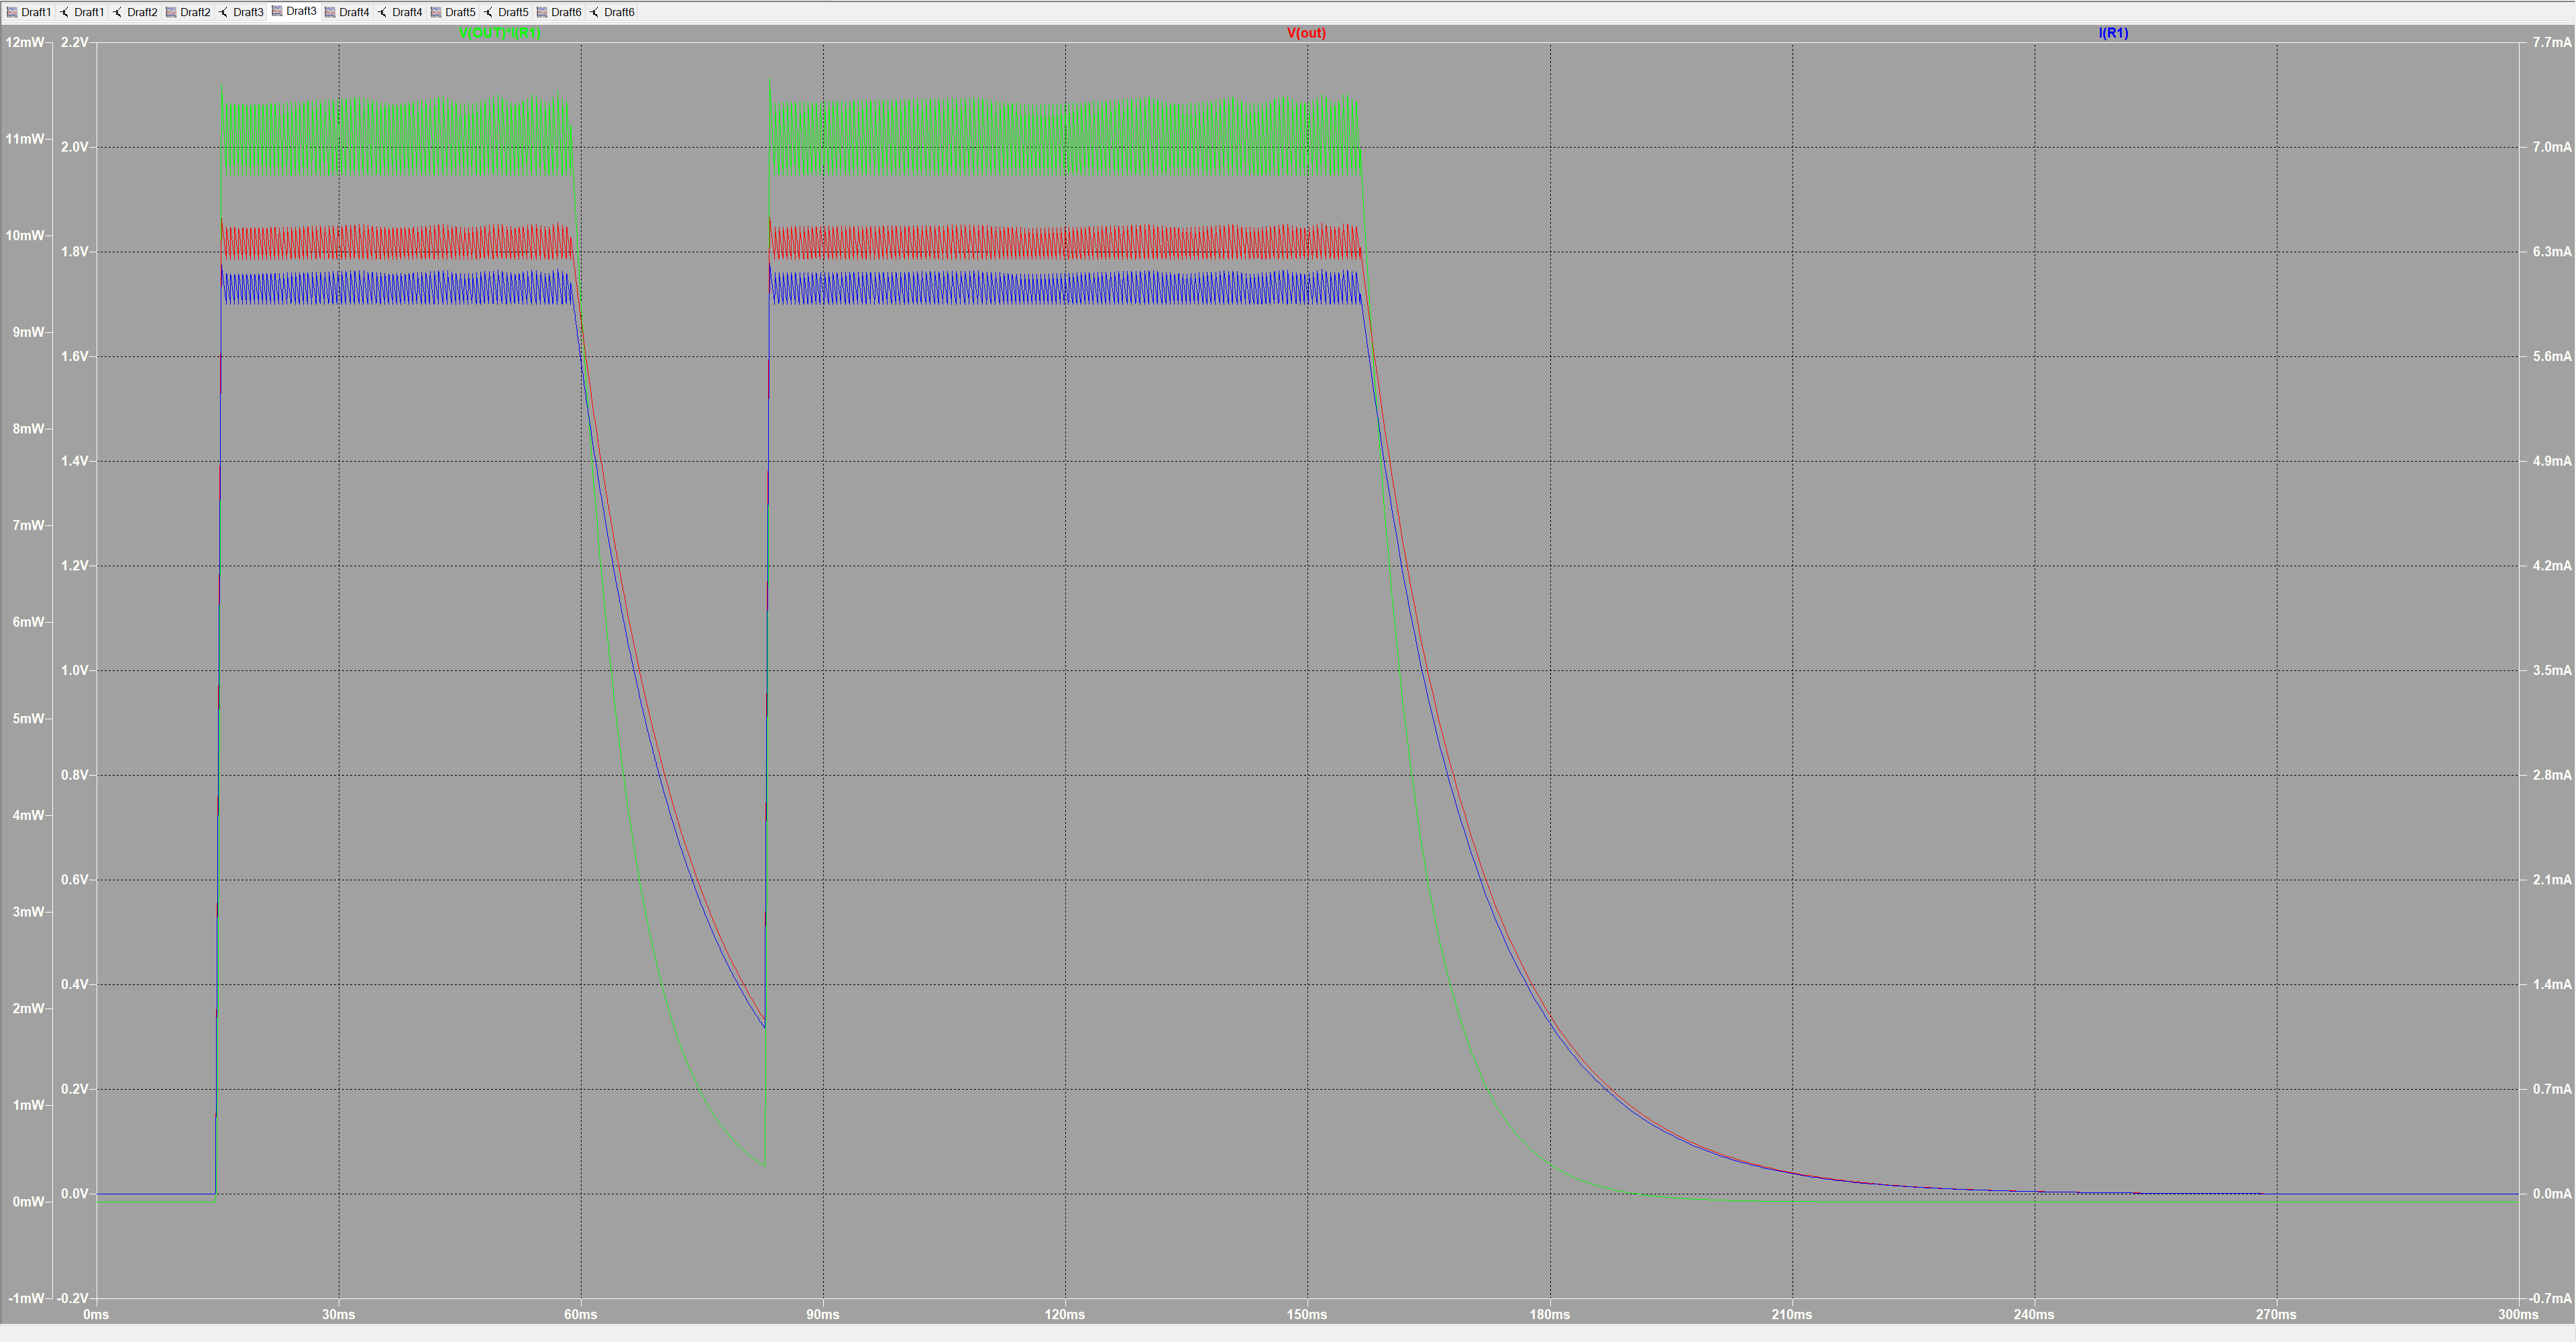 Draft1 Draft1 Draft2 Draft2 Draft3 Draft3 Draft4 Draft4 Draft5 Draft5 Draft6 Draft6
V(OUT)*I(R1) V(out) I(R1)
12mW 2.2V 7.7mA
11mW 2.0V 7.0mA
10mW 1.8V 6.3mA
9mW 1.6V 5.6mA
8mW 1.4V 4.9mA
7mW 1.2V 4.2mA
6mW 1.0V 3.5mA
5mW 0.8V 2.8mA
4mW 0.6V 2.1mA
3mW 0.4V 1.4mA
2mW 0.2V 0.7mA
1mW 0.0V 0.0mA
0mW
-1mW -0.2V -0.7mA
0ms 30ms 60ms 90ms 120ms 150ms 180ms 210ms 240ms 270ms 300ms